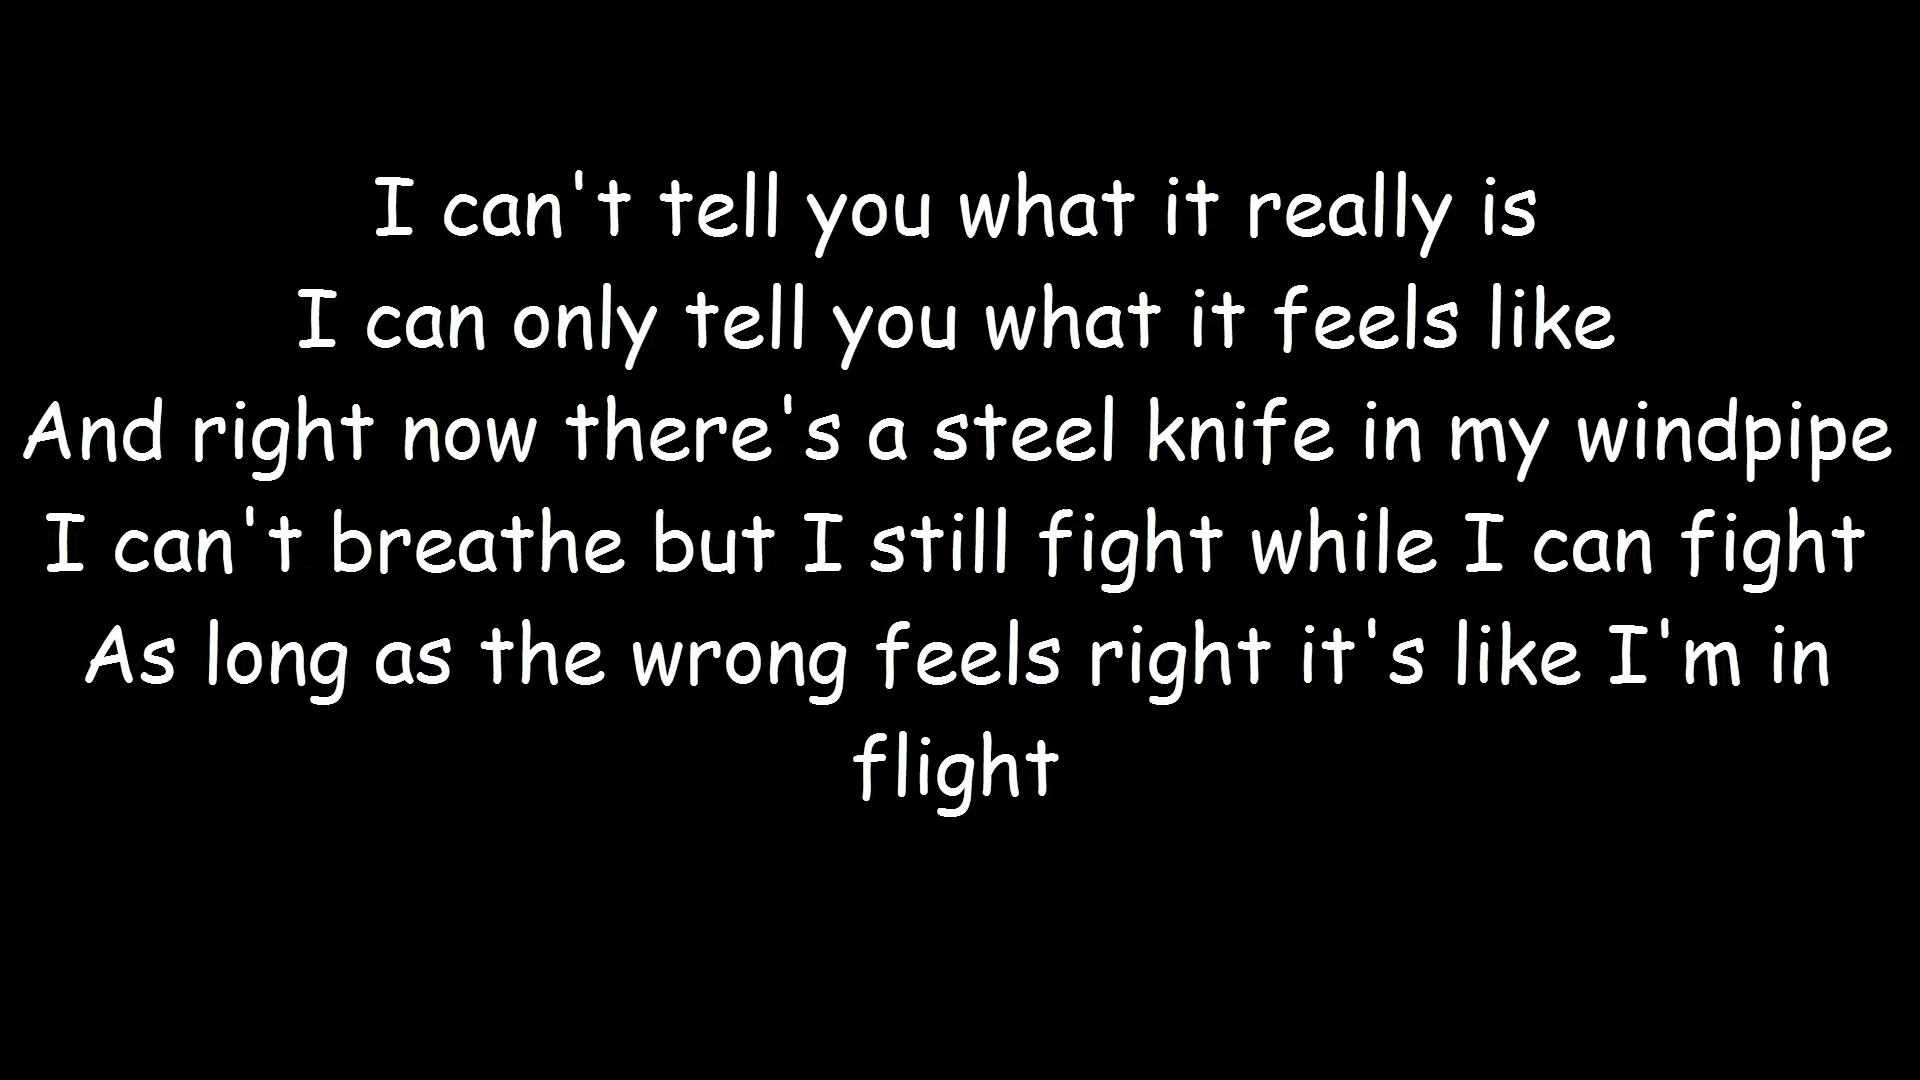 I can't tell you what it really is
I can only tell you what it feels like
And right now there's a steel knife in my windpipe
I can't breathe but I still fight while I can fight
As long as the wrong feels right it's like I'm in
flight